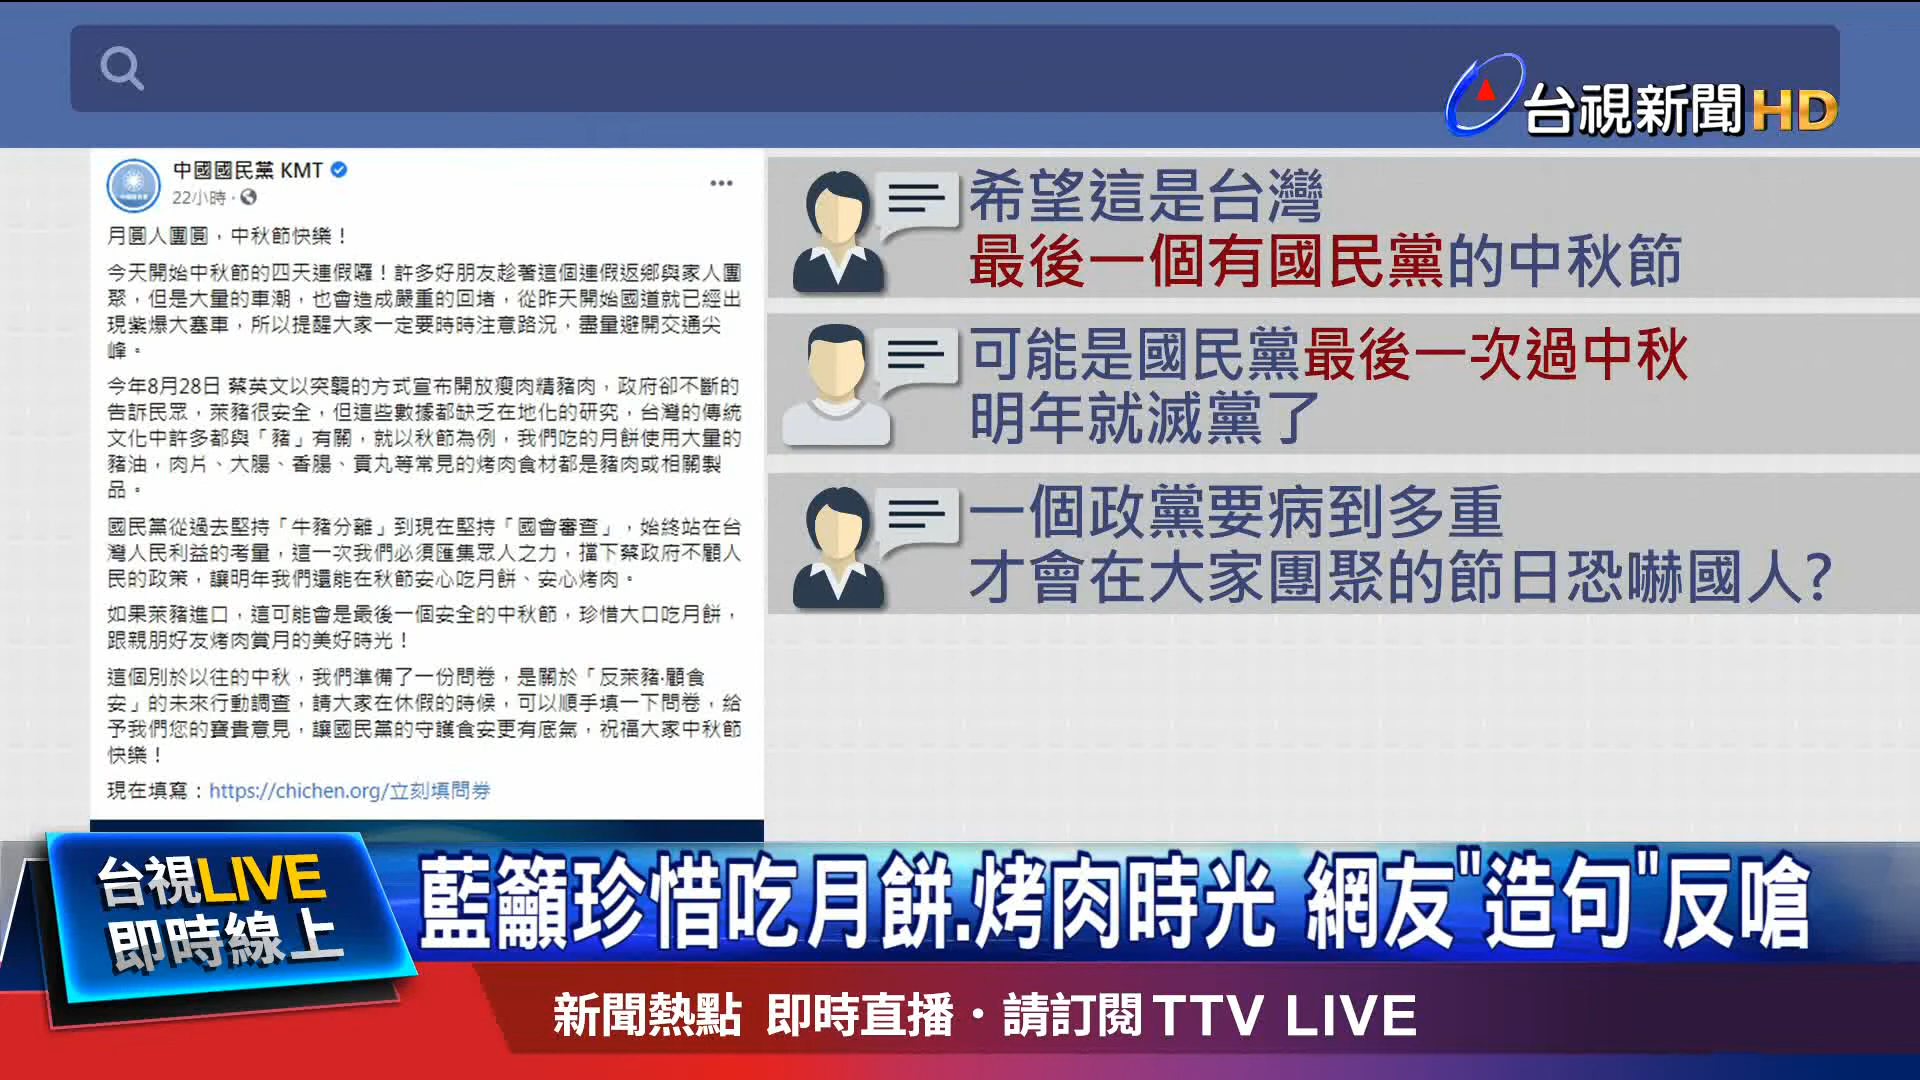 台視新聞HD
中國國民黨 KMT
22小時
月圓人團圓，中秋節快樂！
今天開始中秋節的四天連假囉！許多好朋友趁著這個連假返鄉與家人團
聚，但是大量的車潮，也會造成嚴重的回堵，從昨天開始國道就已經出
現紫爆大塞車，所以提醒大家一定要時時注意路況，盡量避開交通尖
峰。
今年8月28日 蔡英文以突襲的方式宣布開放瘦肉精豬肉，政府卻不斷的
告訴民眾，萊豬很安全，但這些數據都缺乏在地化的研究，台灣的傳統
文化中許多都與「豬」有關，就以秋節為例，我們吃的月餅使用大量的
豬油，肉片、大腸、香腸、貢丸等常見的烤肉食材都是豬肉或相關製
品。
國民黨從過去堅持「牛豬分離」到現在堅持「國會審查」，始終站在台
灣人民利益的考量，這一次我們必須匯集眾人之力，擋下蔡政府不顧人
民的政策，讓明年我們還能在秋節安心吃月餅、安心烤肉。
如果萊豬進口，這可能會是最後一個安全的中秋節，珍惜大口吃月餅，
跟親朋好友烤肉賞月的美好時光！
這個別於以往的中秋，我們準備了一份問卷，是關於「反萊豬‧顧食
安」的未來行動調查，請大家在休假的時候，可以順手填一下問卷，給
予我們您的寶貴意見，讓國民黨的守護食安更有底氣，祝福大家中秋節
快樂！
現在填寫：https://chichen.org/立刻填問券
希望這是台灣
最後一個有國民黨的中秋節
可能是國民黨最後一次過中秋
明年就滅黨了
一個政黨要病到多重
才會在大家團聚的節日恐嚇國人?
台視LIVE
即時線上
藍籲珍惜吃月餅.烤肉時光 網友"造句"反嗆
新聞熱點 即時直播・請訂閱TTV LIVE